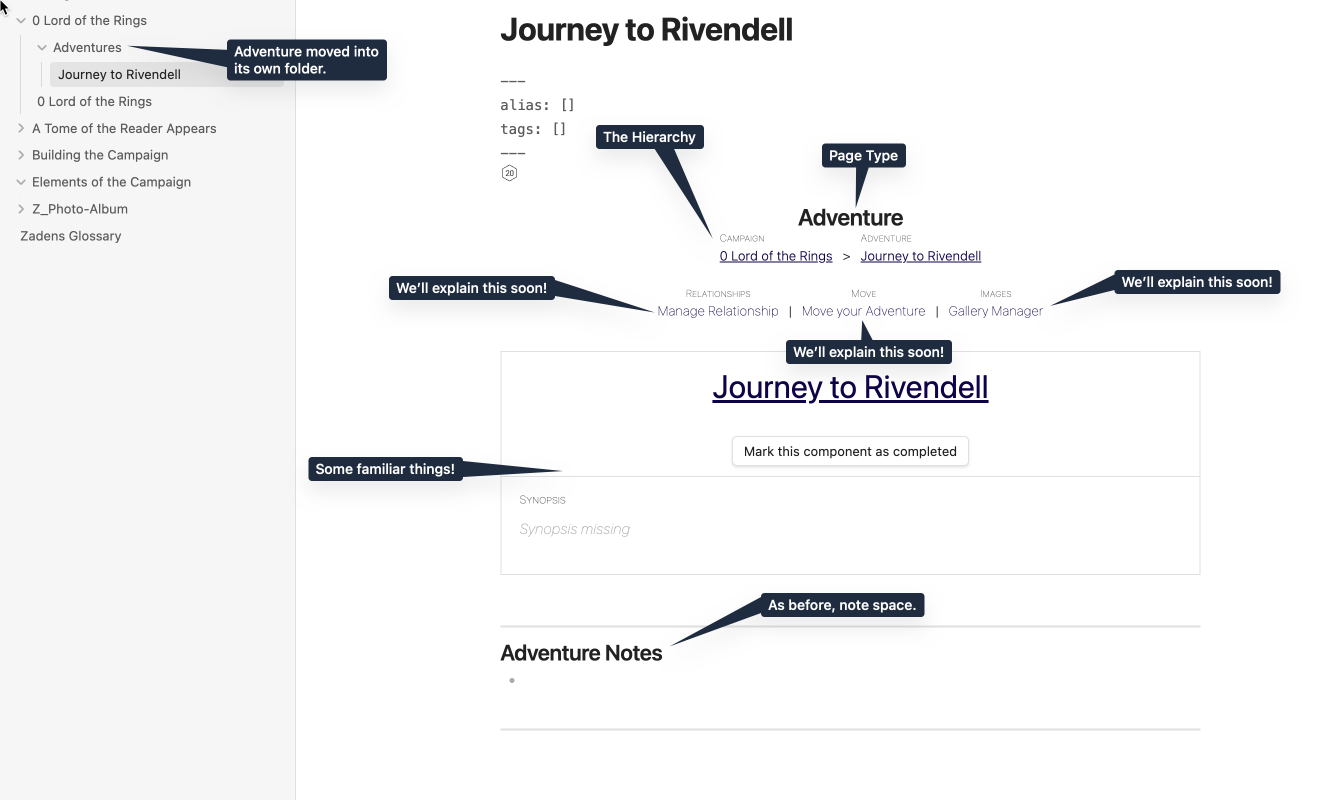 0 Lord of the Rings
Adventures
Adventure moved into
its own folder.
Journey to Rivendell
0 Lord of the Rings
A Tome of the Reader Appears
Building the Campaign
Elements of the Campaign
Z_Photo-Album
Zadens Glossary
Journey to Rivendell
---
alias: []
tags: []
---
20
The Hierarchy
Page Type
Adventure
Campaign Adventure
0 Lord of the Rings > Journey to Rivendell
We'll explain this soon!
We'll explain this soon!
Relationships Move Images
Manage Relationship | Move your Adventure | Gallery Manager
We'll explain this soon!
Journey to Rivendell
Mark this component as completed
Some familiar things!
Synopsis
Synopsis missing
As before, note space.
Adventure Notes